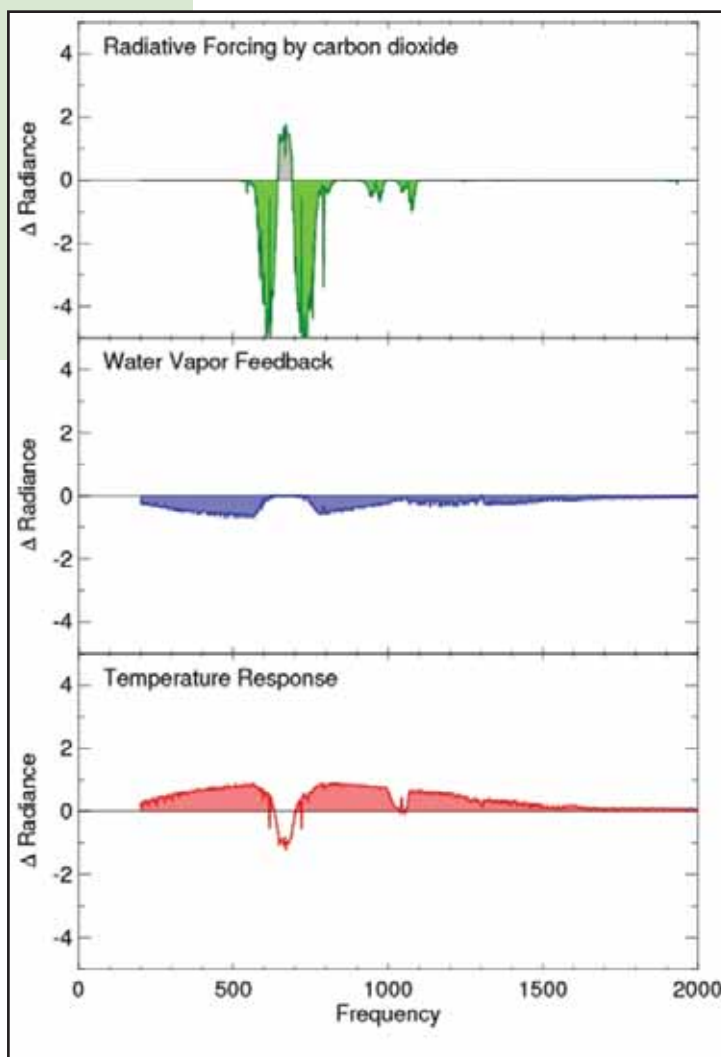 Radiative Forcing by carbon dioxide
4
2
0
-2
-4
Δ Radiance
Water Vapor Feedback
4
2
0
-2
-4
Δ Radiance
Temperature Response
4
2
0
-2
-4
Δ Radiance
0 500 1000 1500 2000
Frequency